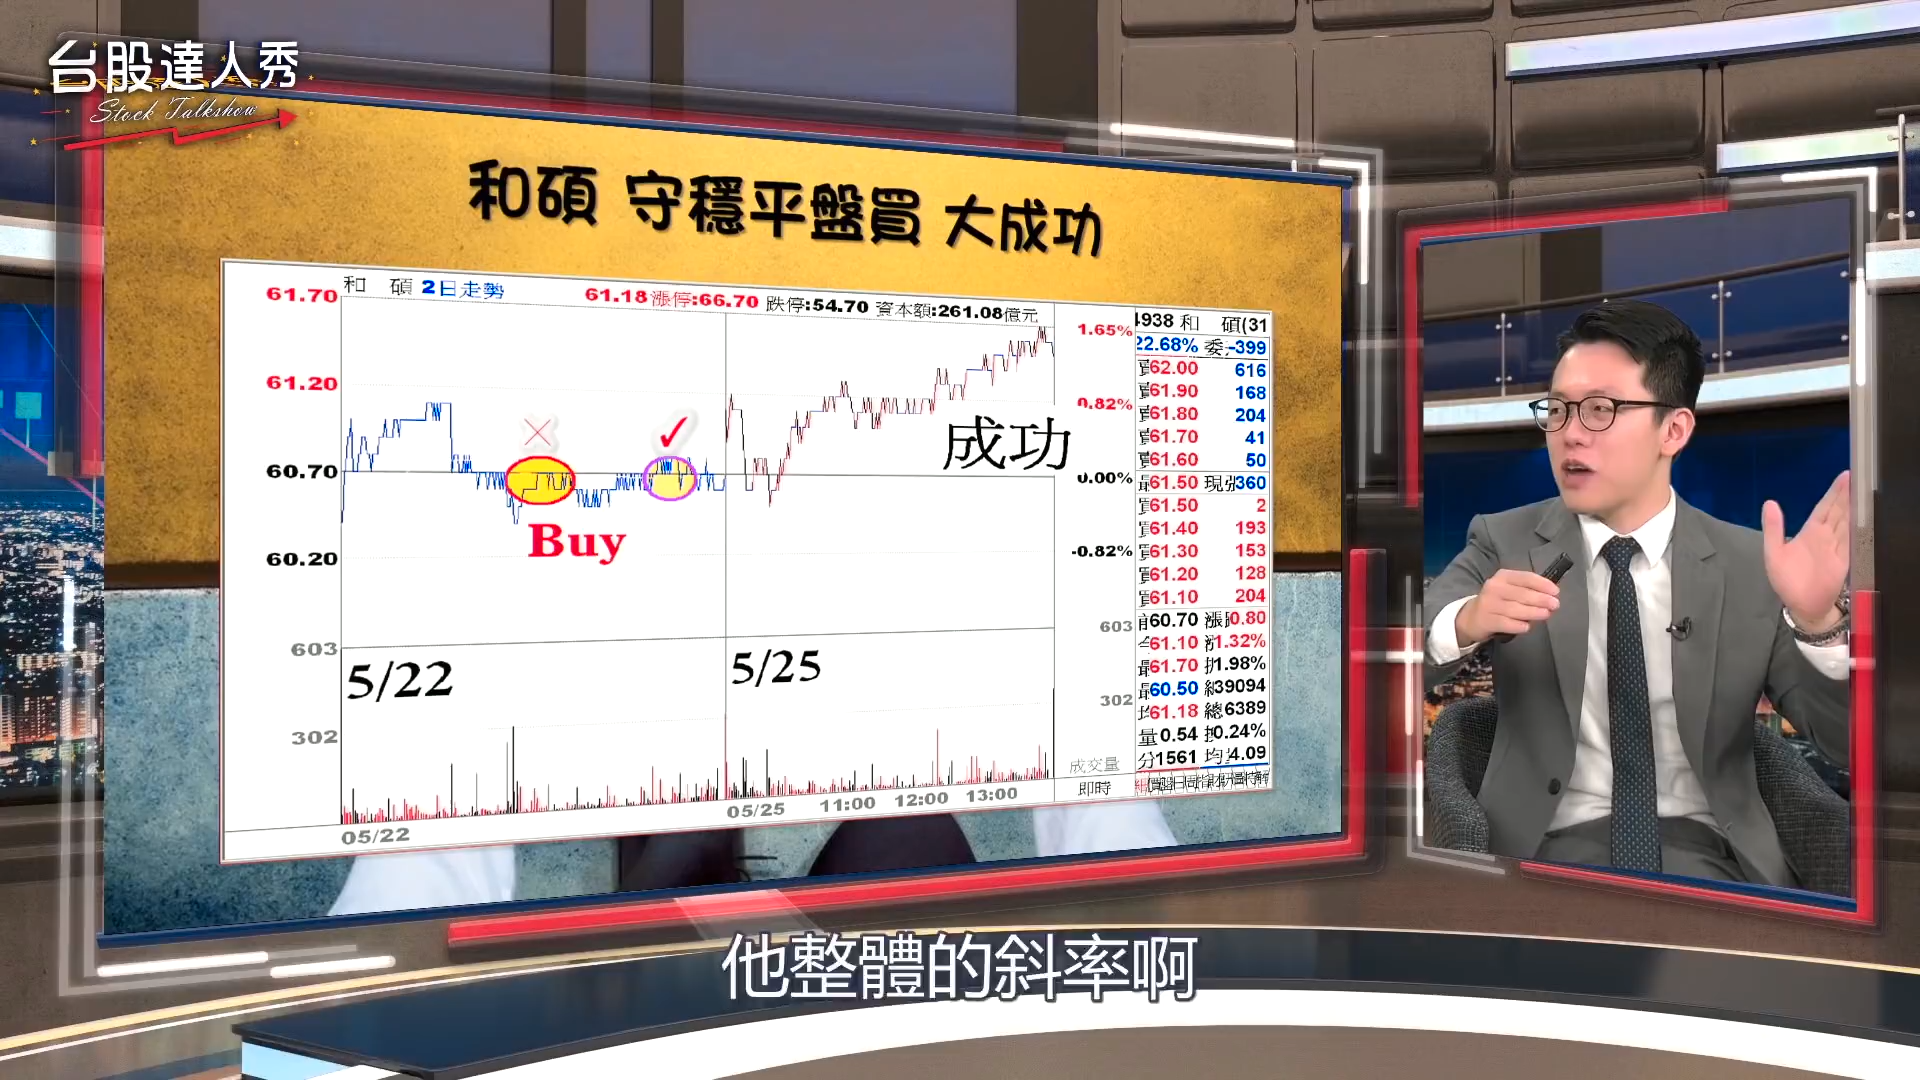 台股達人秀
Stock Talkshow
和碩 守穩平盤買 大成功
和 碩 2日走勢 61.18 漲停:66.70 跌停:54.70 資本額:261.08億元
61.70
61.20
60.70
60.20
603
302
1.65%
0.82%
0.00%
-0.82%
603
302
成交量
即時
Buy
成功
5/22
5/25
05/22
05/25 11:00 12:00 13:00
4938 和 碩(31
22.68% 委 -399
62.00 616
61.90 168
61.80 204
61.70 41
61.60 50
61.50 現 360
61.50 2
61.40 193
61.30 153
61.20 128
61.10 204
60.70 漲 0.80
61.10 1.32%
61.70 1.98%
60.50 39094
61.18 總 6389
量 0.54 0.24%
分 1561 均 4.09
他整體的斜率啊